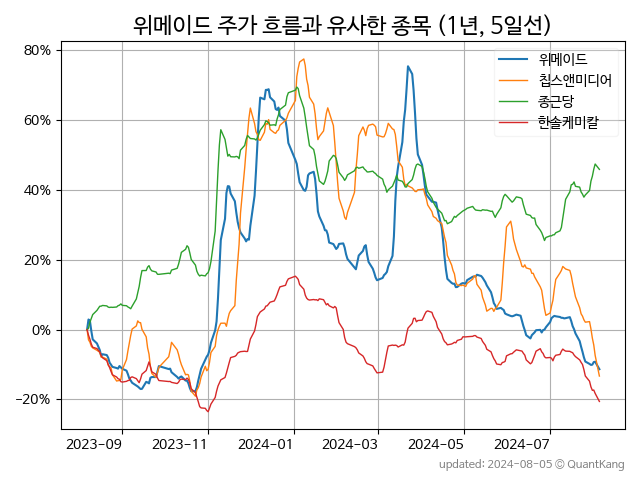 위메이드 주가 흐름과 유사한 종목 (1년, 5일선)
위메이드
칩스앤미디어
종근당
한솔케미칼
80%
60%
40%
20%
0%
−20%
2023-09 2023-11 2024-01 2024-03 2024-05 2024-07
updated: 2024-08-05 © QuantKang